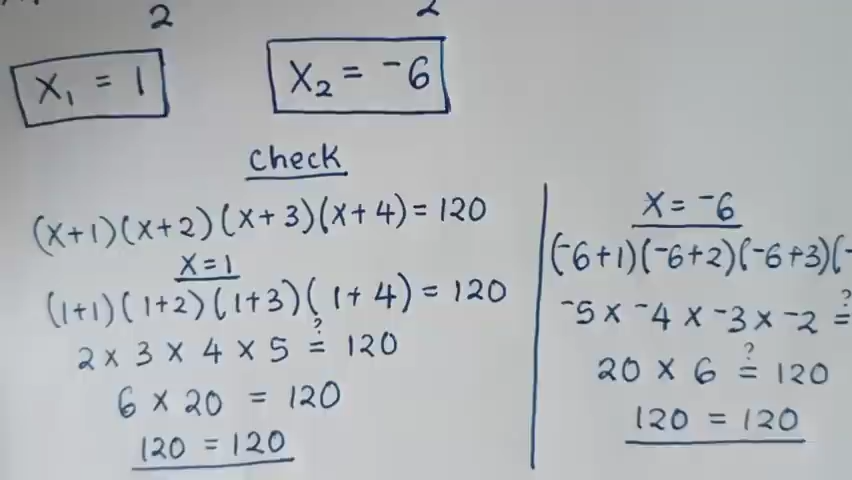 2 2
x₁ = 1
x₂ = -6
Check
(x+1)(x+2)(x+3)(x+4) = 120
x=1
(1+1)(1+2)(1+3)(1+4) = 120
2 x 3 x 4 x 5 ?= 120
6 x 20 = 120
120 = 120
x = -6
(-6+1)(-6+2)(-6+3)(-
-5 x -4 x -3 x -2 ?=
20 x 6 ?= 120
120 = 120